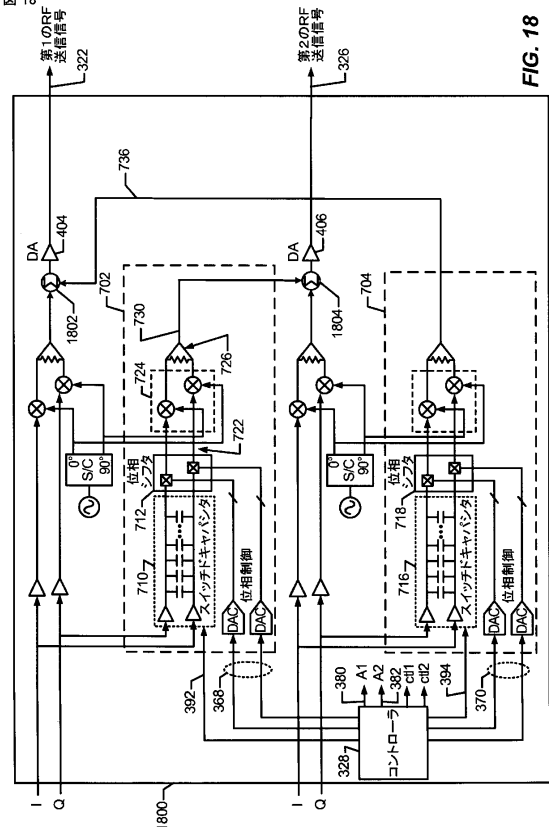 図 18
第1のRF
送信信号
322
第2のRF
送信信号
326
FIG. 18
736
DA
404
1802
702
730
DA
406
1804
704
724
726
0°
S/C
90°
722
位相
シフタ
712
710
スイッチドキャパシタ
位相制御
DAC
DAC
0°
S/C
90°
位相
シフタ
718
716
スイッチドキャパシタ
位相制御
DAC
DAC
392
368
380
A1
A2
382
ctl1
ctl2
394
370
コントローラ
328
I
Q
I
Q
1800